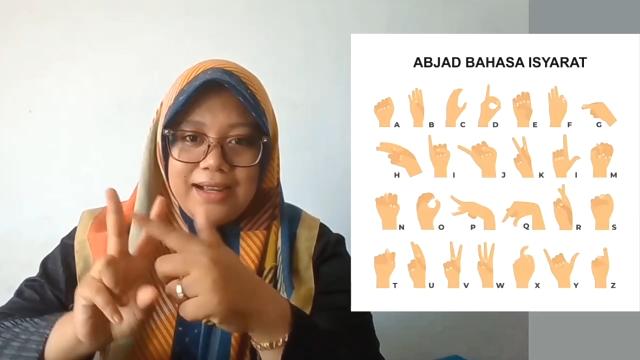 ABJAD BAHASA ISYARAT
A B C D E F G
H I J K L M
N O P Q R S
T U V W X Y Z